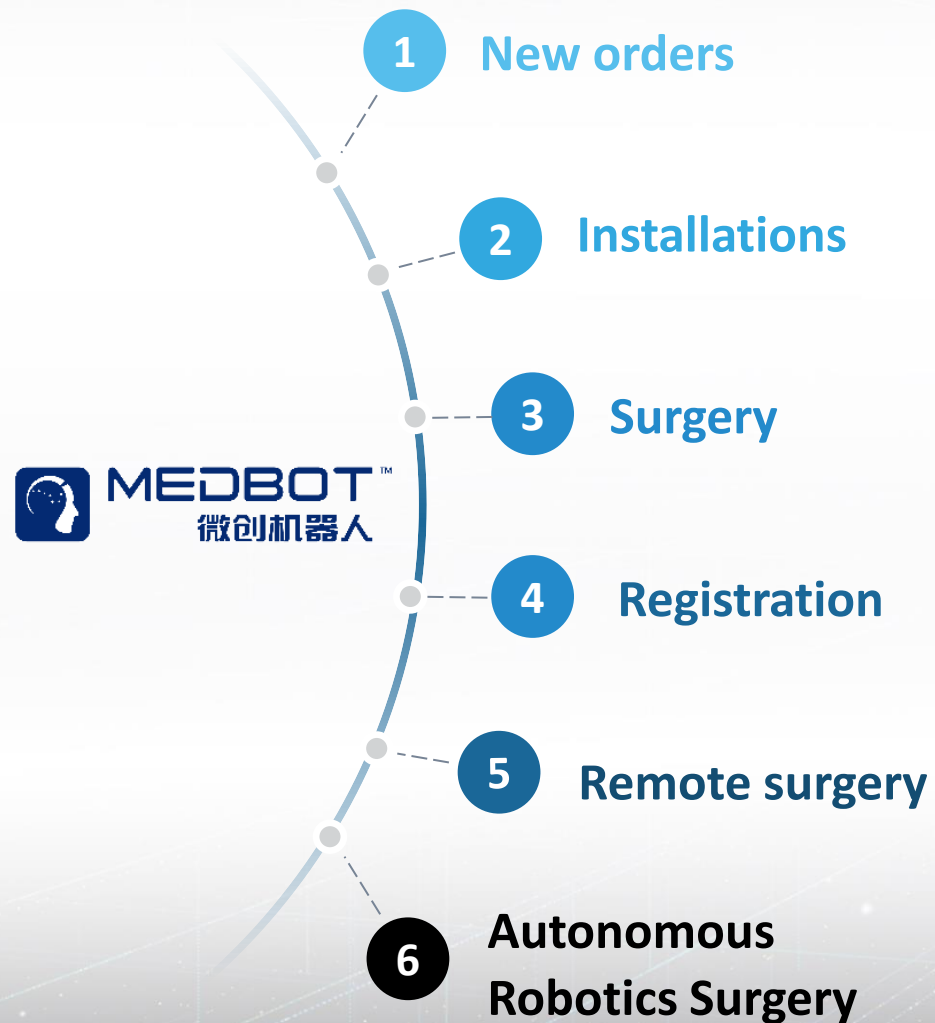 1 New orders
2 Installations
3 Surgery
MEDBOT™
微创机器人
4 Registration
5 Remote surgery
6 Autonomous
Robotics Surgery